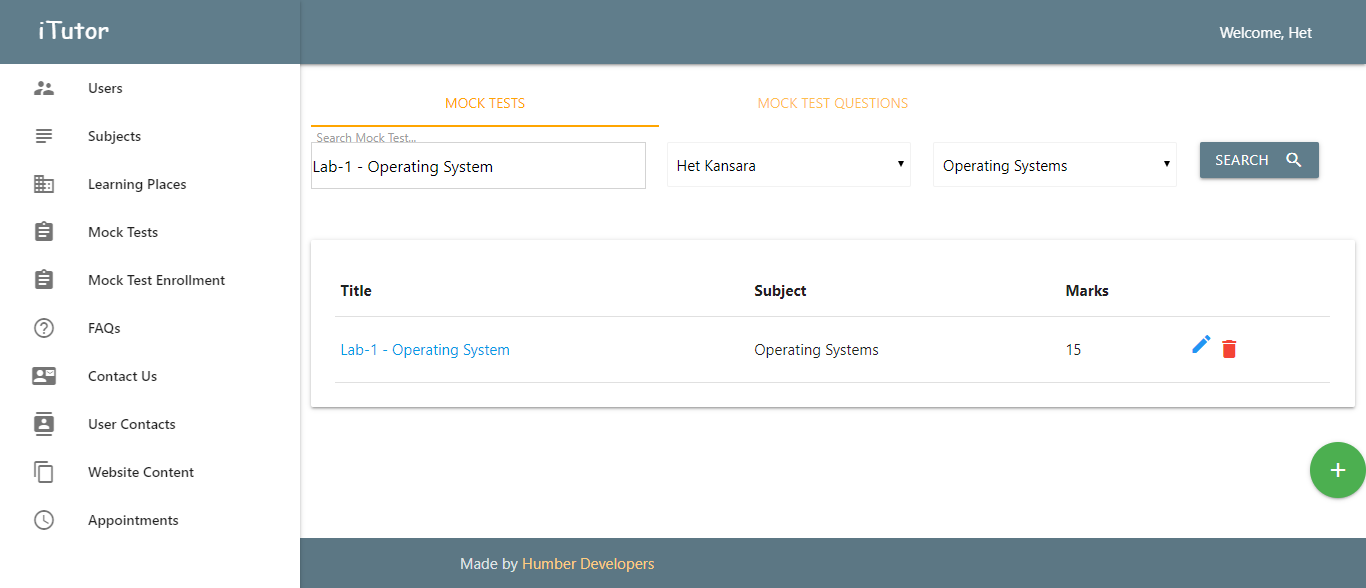 iTutor
Welcome, Het
Users
Subjects
Learning Places
Mock Tests
Mock Test Enrollment
FAQs
Contact Us
User Contacts
Website Content
Appointments
MOCK TESTS
MOCK TEST QUESTIONS
Search Mock Test...
Lab-1 - Operating System
Het Kansara
Operating Systems
SEARCH
Title Subject Marks
Lab-1 - Operating System Operating Systems 15
Made by Humber Developers